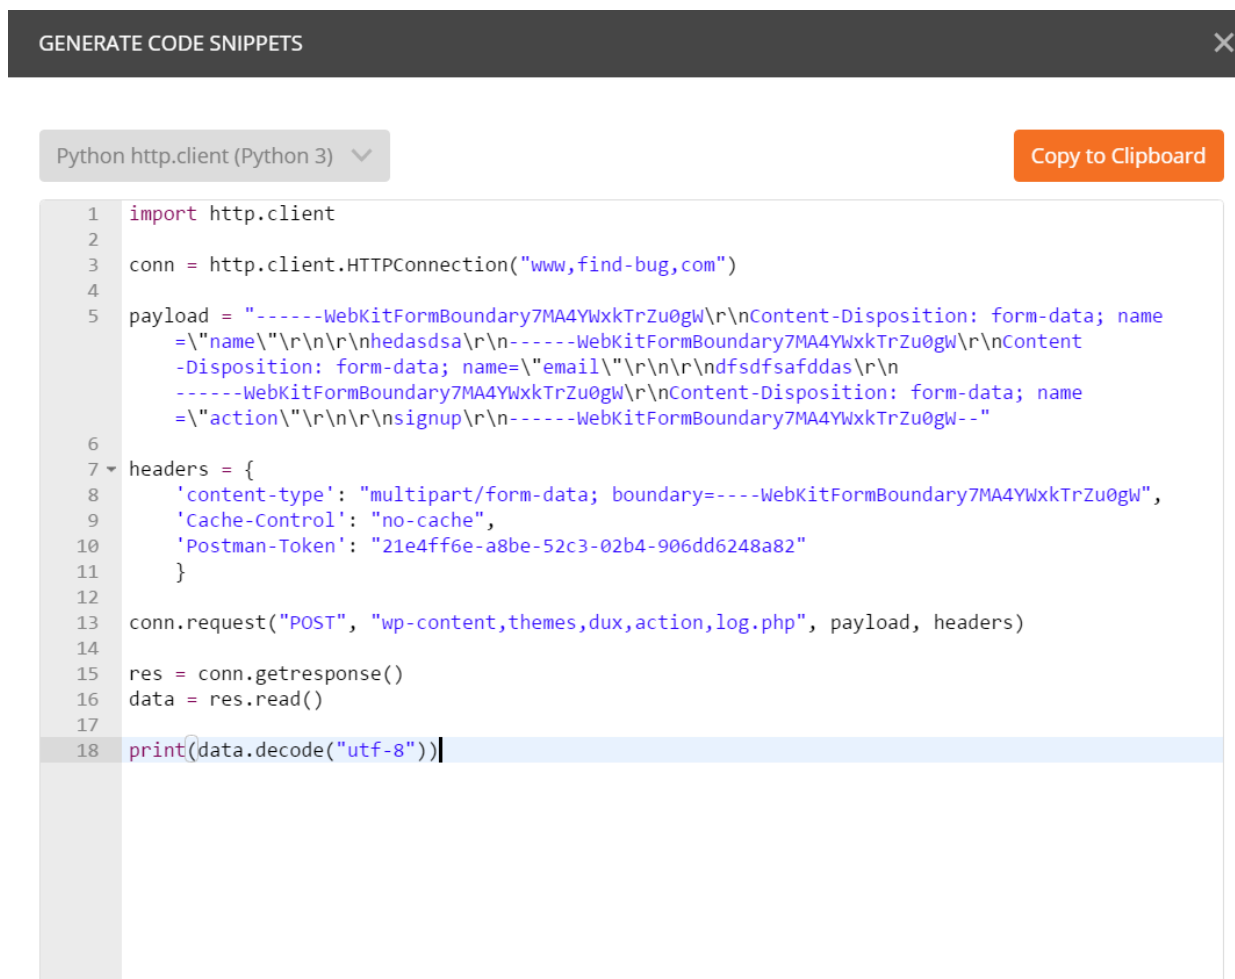 GENERATE CODE SNIPPETS
Python http.client (Python 3)
Copy to Clipboard
1 import http.client
2
3 conn = http.client.HTTPConnection("www,find-bug,com")
4
5 payload = "------WebKitFormBoundary7MA4YWxkTrZu0gW\r\nContent-Disposition: form-data; name
=\"name\"\r\n\r\nhedasdsa\r\n------WebKitFormBoundary7MA4YWxkTrZu0gW\r\nContent
-Disposition: form-data; name=\"email\"\r\n\r\ndfsdfsafddas\r\n
------WebKitFormBoundary7MA4YWxkTrZu0gW\r\nContent-Disposition: form-data; name
=\"action\"\r\n\r\nsignup\r\n------WebKitFormBoundary7MA4YWxkTrZu0gW--"
6
7 headers = {
8 'content-type': "multipart/form-data; boundary=----WebKitFormBoundary7MA4YWxkTrZu0gW",
9 'Cache-Control': "no-cache",
10 'Postman-Token': "21e4ff6e-a8be-52c3-02b4-906dd6248a82"
11 }
12
13 conn.request("POST", "wp-content,themes,dux,action,log.php", payload, headers)
14
15 res = conn.getresponse()
16 data = res.read()
17
18 print(data.decode("utf-8"))